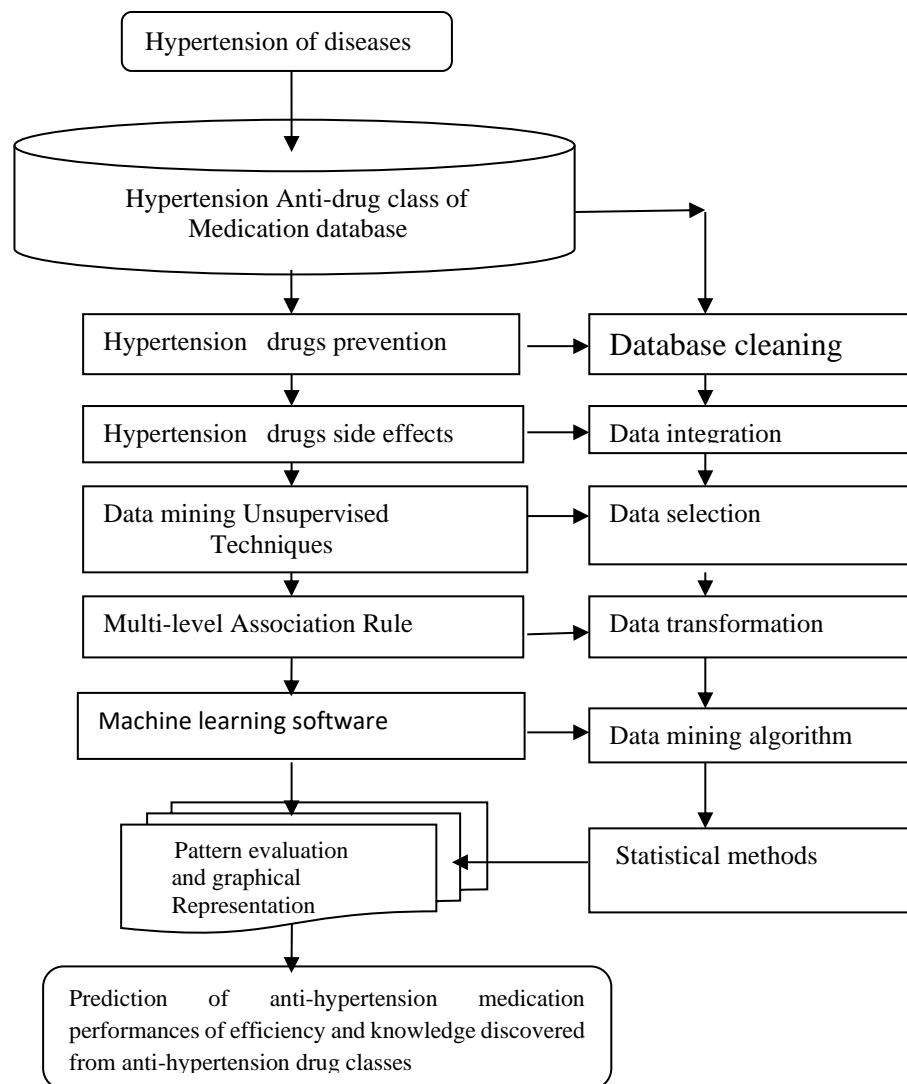 Hypertension of diseases
Hypertension Anti-drug class of
Medication database
Hypertension drugs prevention
Database cleaning
Hypertension drugs side effects
Data integration
Data mining Unsupervised
Techniques
Data selection
Multi-level Association Rule
Data transformation
Machine learning software
Data mining algorithm
Pattern evaluation
and graphical
Representation
Statistical methods
Prediction of anti-hypertension medication
performances of efficiency and knowledge discovered
from anti-hypertension drug classes